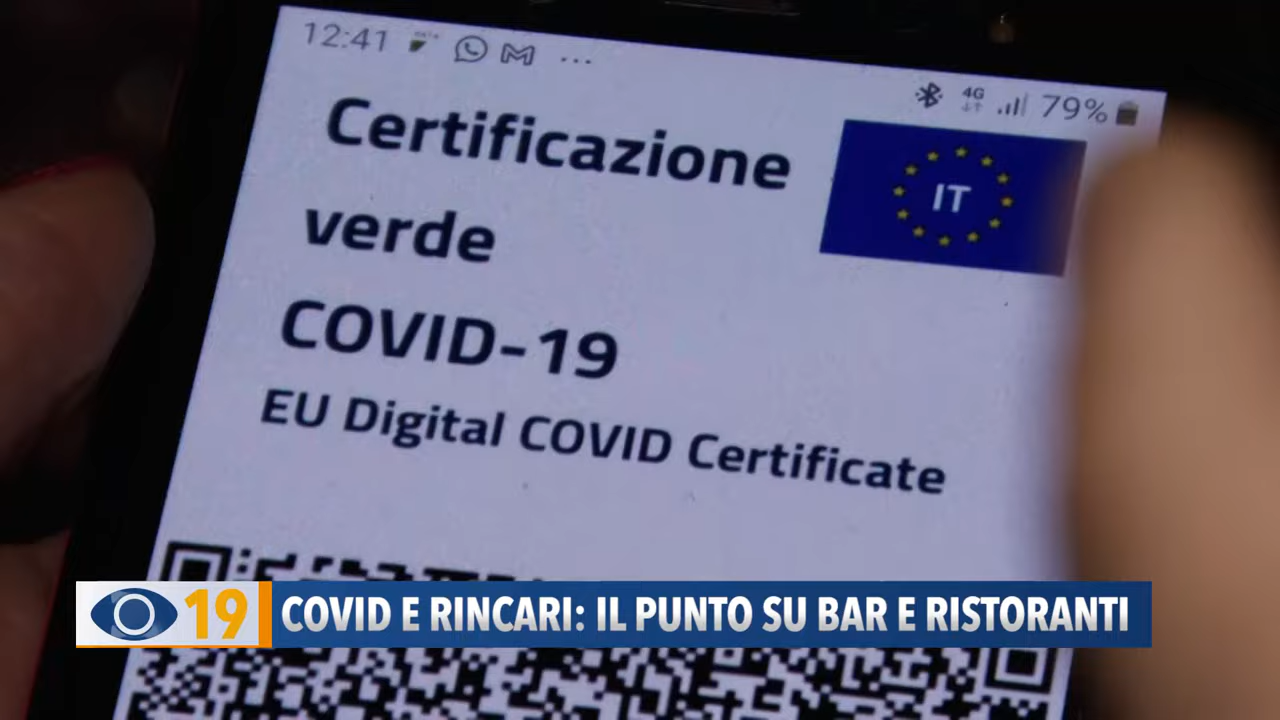 12:41
4G
79%
Certificazione
verde
COVID-19
IT
EU Digital COVID Certificate
19
COVID E RINCARI: IL PUNTO SU BAR E RISTORANTI